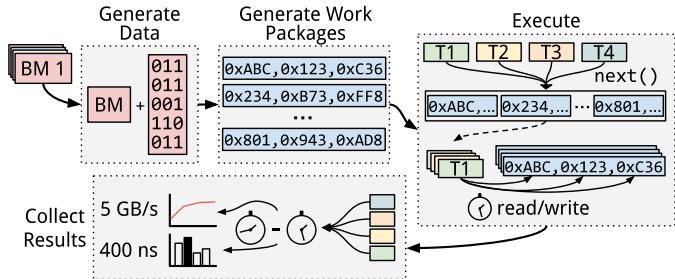 Generate
Data
Generate Work
Packages
Execute
BM 1
BM
+
011
011
001
110
011
0xABC,0x123,0xC36
0x234,0xB73,0xFF8
...
0x801,0x943,0xAD8
T1
T2
T3
T4
next()
0xABC,... 0x234,... ... 0x801,...
T1
0xABC,0x123,0xC36
read/write
Collect
Results
5 GB/s
400 ns
-